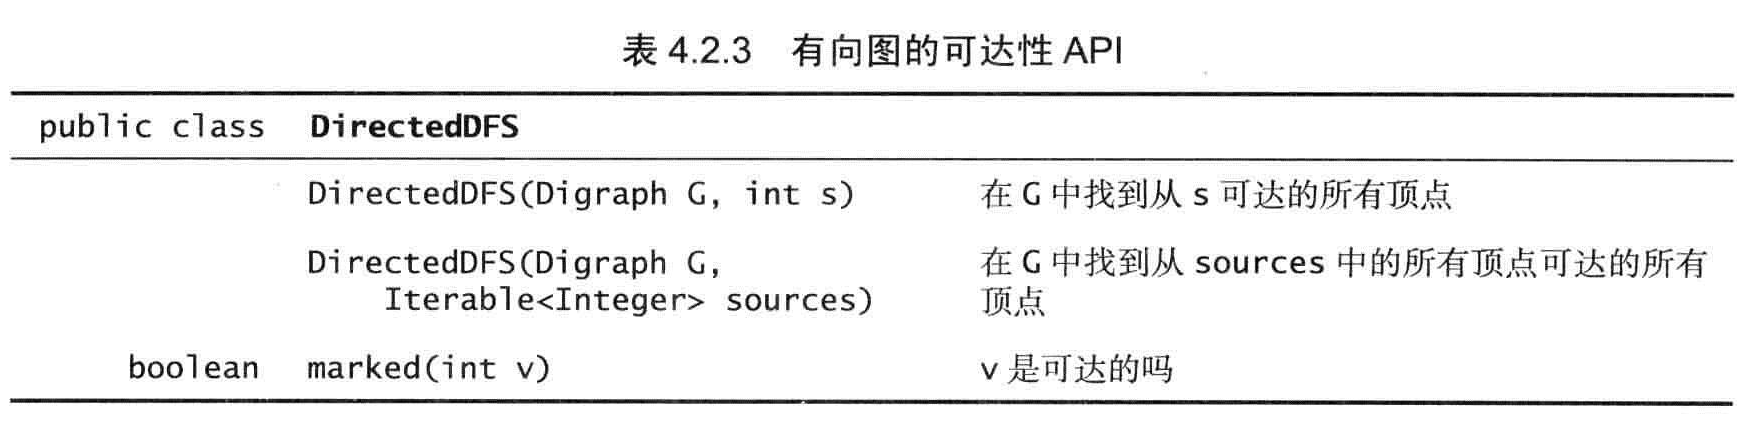 表 4.2.3 有向图的可达性 API
public class DirectedDFS
DirectedDFS(Digraph G, int s) 在 G 中找到从 s 可达的所有顶点
DirectedDFS(Digraph G, 在 G 中找到从 sources 中的所有顶点可达的所有
Iterable<Integer> sources) 顶点
boolean marked(int v) v 是可达的吗